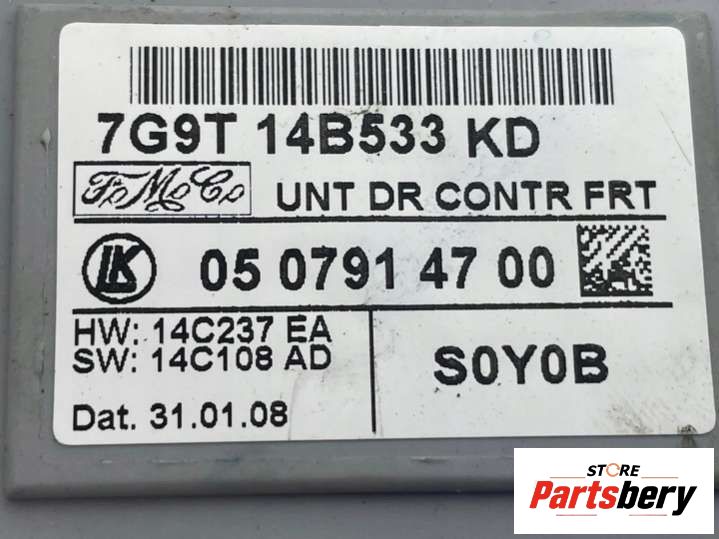 7G9T 14B533 KD
FoMoCo UNT DR CONTR FRT
LK 05 0791 47 00
HW: 14C237 EA
SW: 14C108 AD
S0Y0B
Dat. 31.01.08
STORE
Partsbery